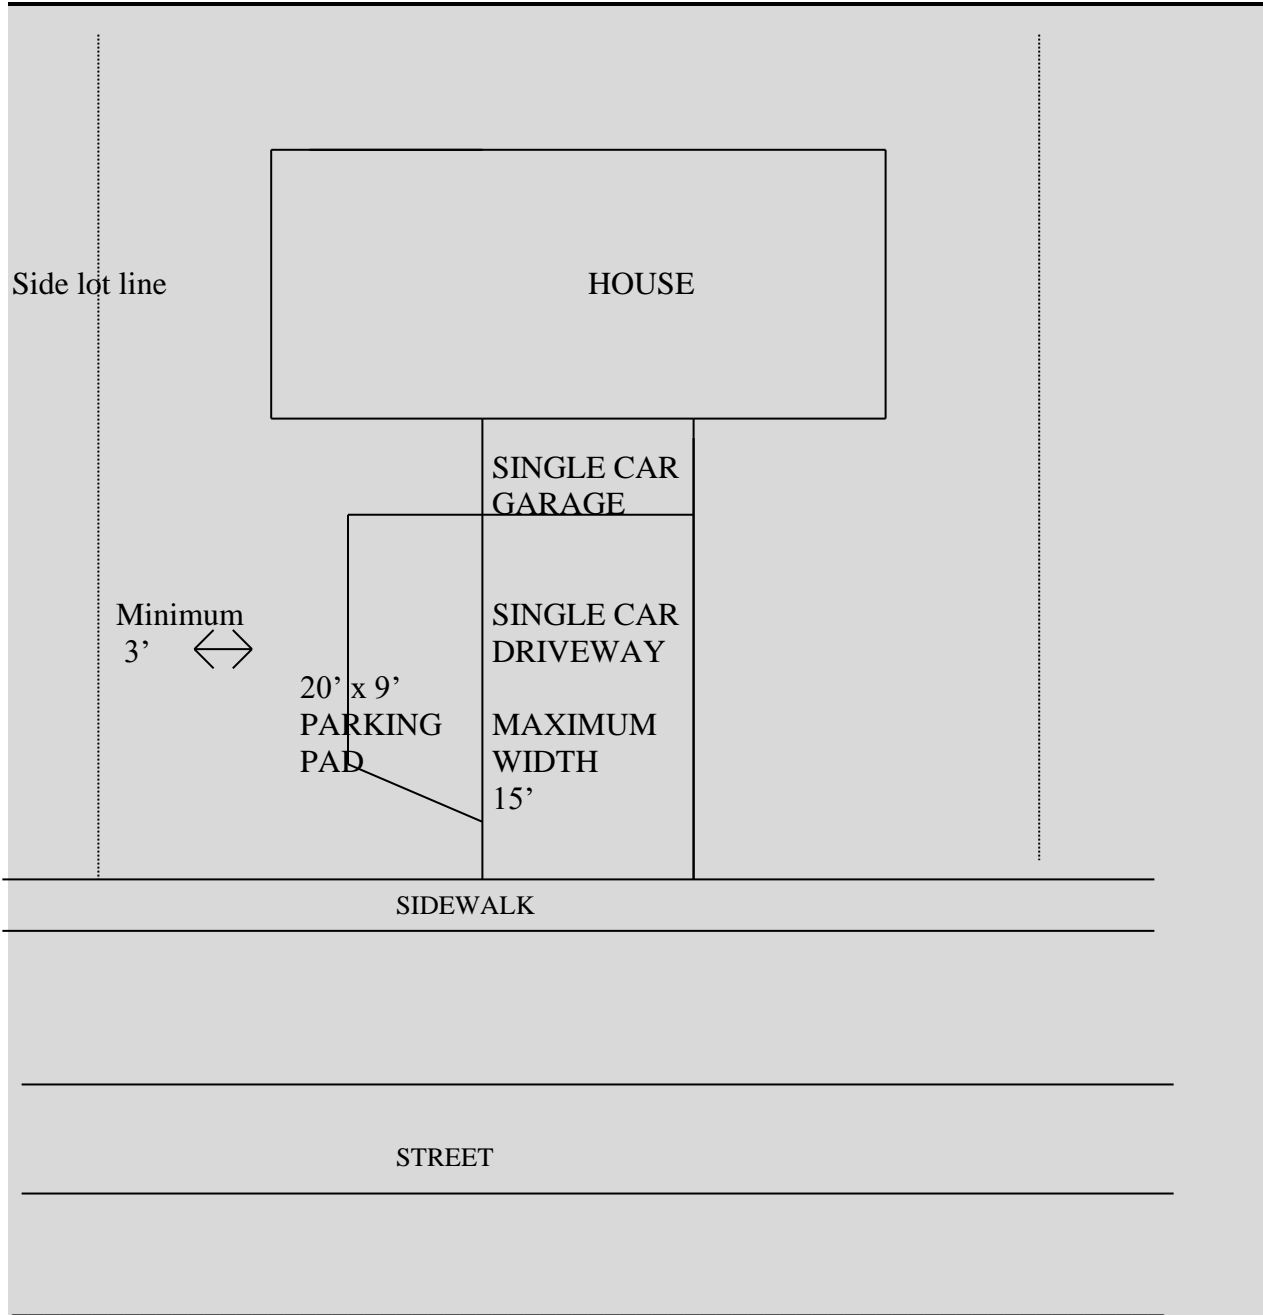 Side lot line
HOUSE
SINGLE CAR
GARAGE
Minimum
3’
SINGLE CAR
DRIVEWAY
20’ x 9’
PARKING
PAD
MAXIMUM
WIDTH
15’
SIDEWALK
STREET